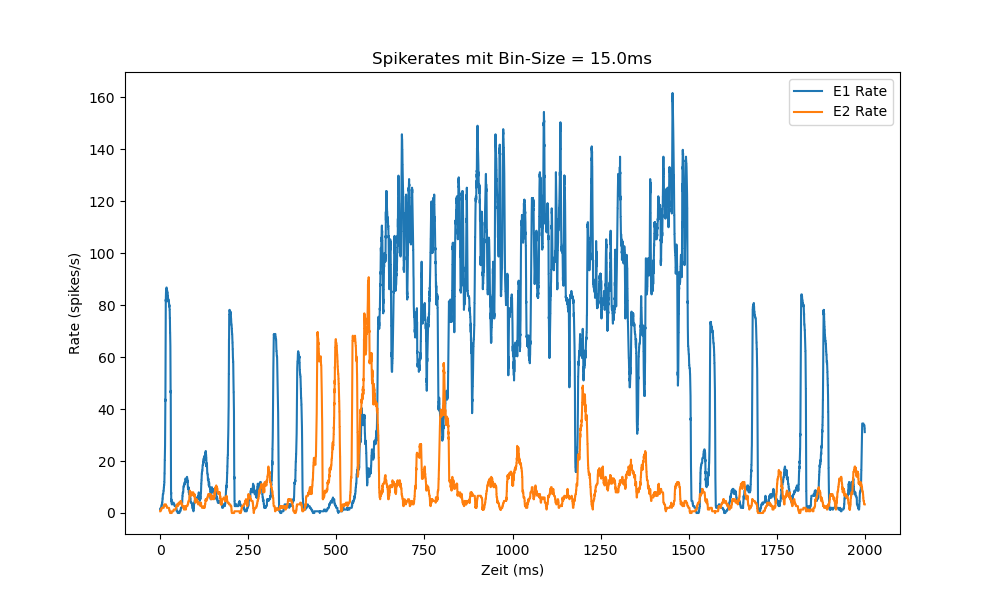 Spikerates mit Bin-Size = 15.0ms
E1 Rate
E2 Rate
160
140
120
100
80
60
40
20
0
Rate (spikes/s)
0 250 500 750 1000 1250 1500 1750 2000
Zeit (ms)